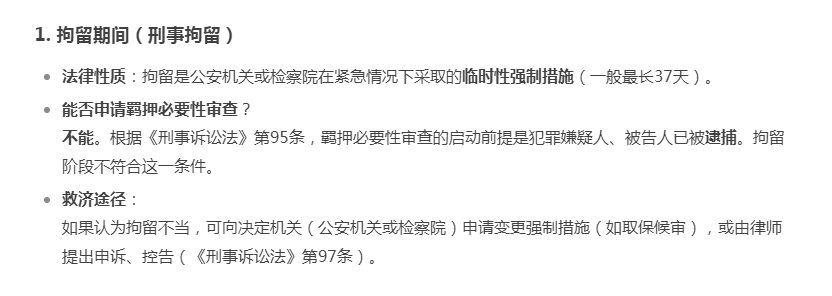 1. 拘留期间（刑事拘留）
法律性质：拘留是公安机关或检察院在紧急情况下采取的临时性强制措施（一般最长37天）。
能否申请羁押必要性审查？
不能。根据《刑事诉讼法》第95条，羁押必要性审查的启动前提是犯罪嫌疑人、被告人已被逮捕。拘留
阶段不符合这一条件。
救济途径：
如果认为拘留不当，可向决定机关（公安机关或检察院）申请变更强制措施（如取保候审），或由律师
提出申诉、控告（《刑事诉讼法》第97条）。